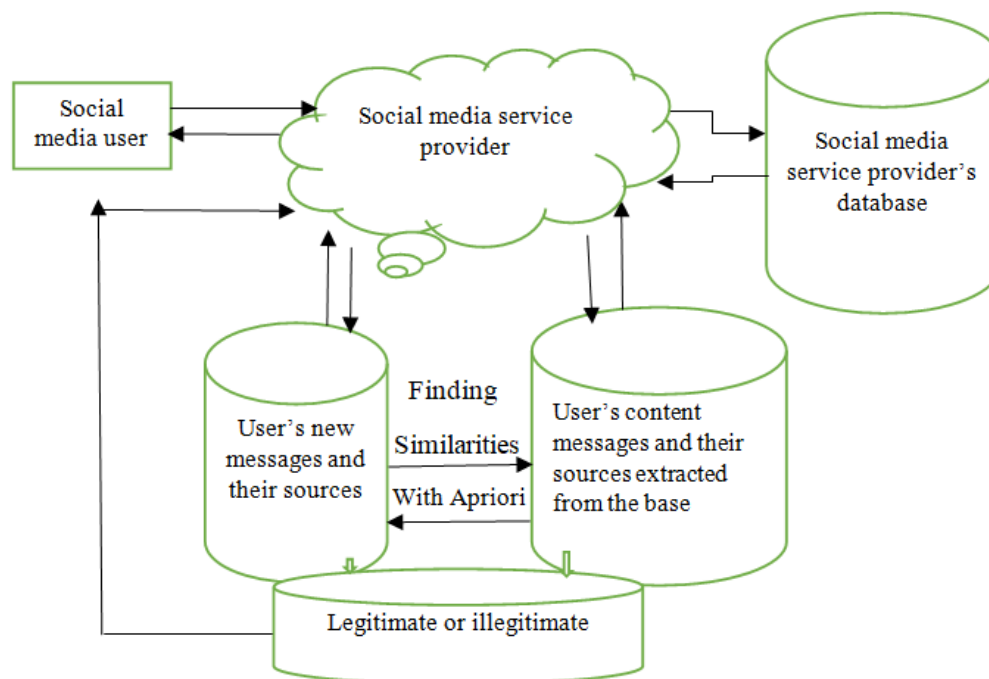 Social
media user
Social media service
provider
Social media
service provider's
database
User's new
messages and
their sources
Finding
Similarities
With Apriori
User's content
messages and their
sources extracted
from the base
Legitimate or illegitimate